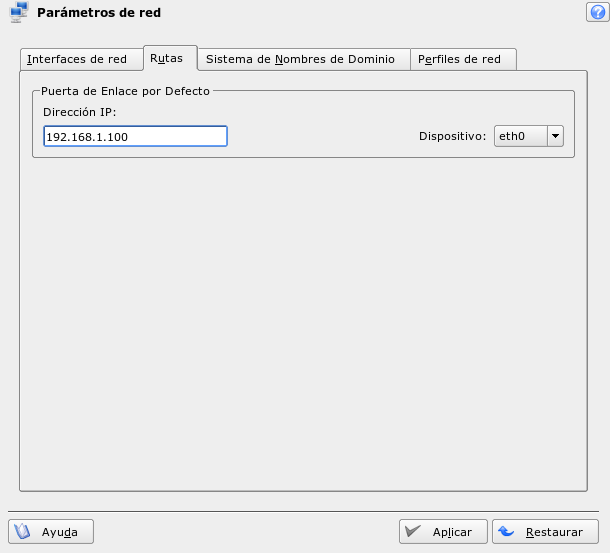 Parámetros de red
Interfaces de red Rutas Sistema de Nombres de Dominio Perfiles de red
Puerta de Enlace por Defecto
Dirección IP:
192.168.1.100 Dispositivo: eth0
Ayuda Aplicar Restaurar